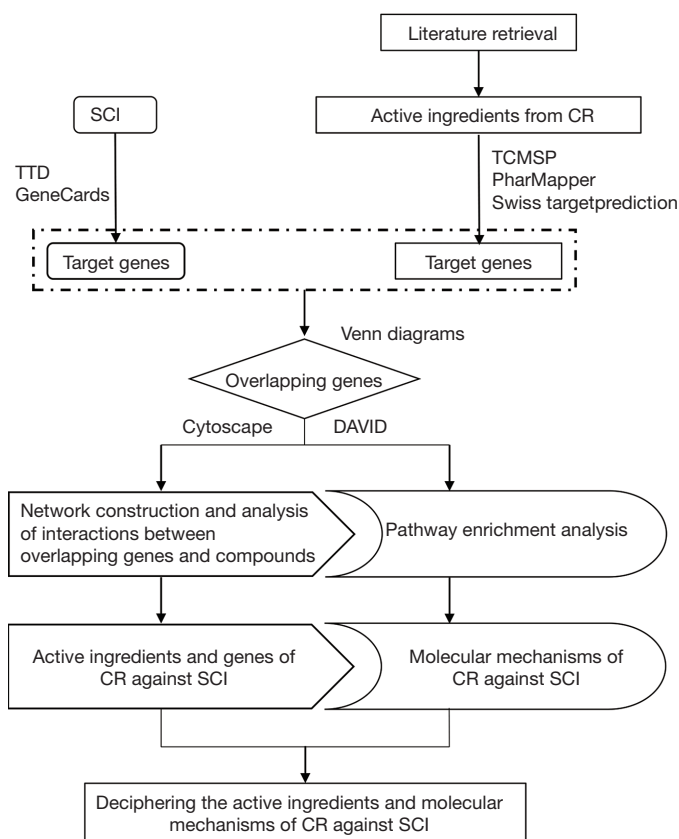 Literature retrieval
SCI
Active ingredients from CR
TTD
GeneCards
TCMSP
PharMapper
Swiss targetprediction
Target genes
Target genes
Venn diagrams
Overlapping genes
Cytoscape
DAVID
Network construction and analysis
of interactions between
overlapping genes and compounds
Pathway enrichment analysis
Active ingredients and genes of
CR against SCI
Molecular mechanisms of
CR against SCI
Deciphering the active ingredients and molecular
mechanisms of CR against SCI